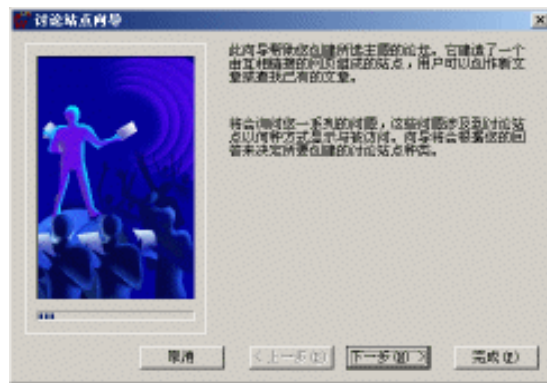 讨论站点向导
此向导帮助您创建所选主题的论坛。它建造了一个
由互相链接的网页组成的站点，用户可以创作新文
章或查找已有的文章。
将会询问您一系列的问题，这些问题涉及到讨论站
点以何种方式显示与被访问。向导将会根据您的回
答来决定所要创建的讨论站点种类。
取消
<上一步(B)
下一步(N) >
完成(F)